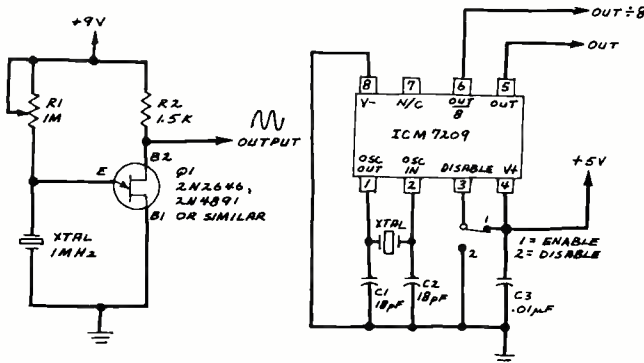 +9V
R1
1M
R2
1.5K
OUTPUT
B2
E
Q1
2N2646,
2N4891
OR SIMILAR
B1
XTAL
1MHz
OUT÷8
OUT
8
7
6
5
V-
N/C
OUT
8
OUT
ICM 7209
OSC
OUT
OSC
IN
DISABLE
V+
1
2
3
4
+5V
XTAL
1
2
1 = ENABLE
2 = DISABLE
C1
18pF
C2
18pF
C3
.01µF